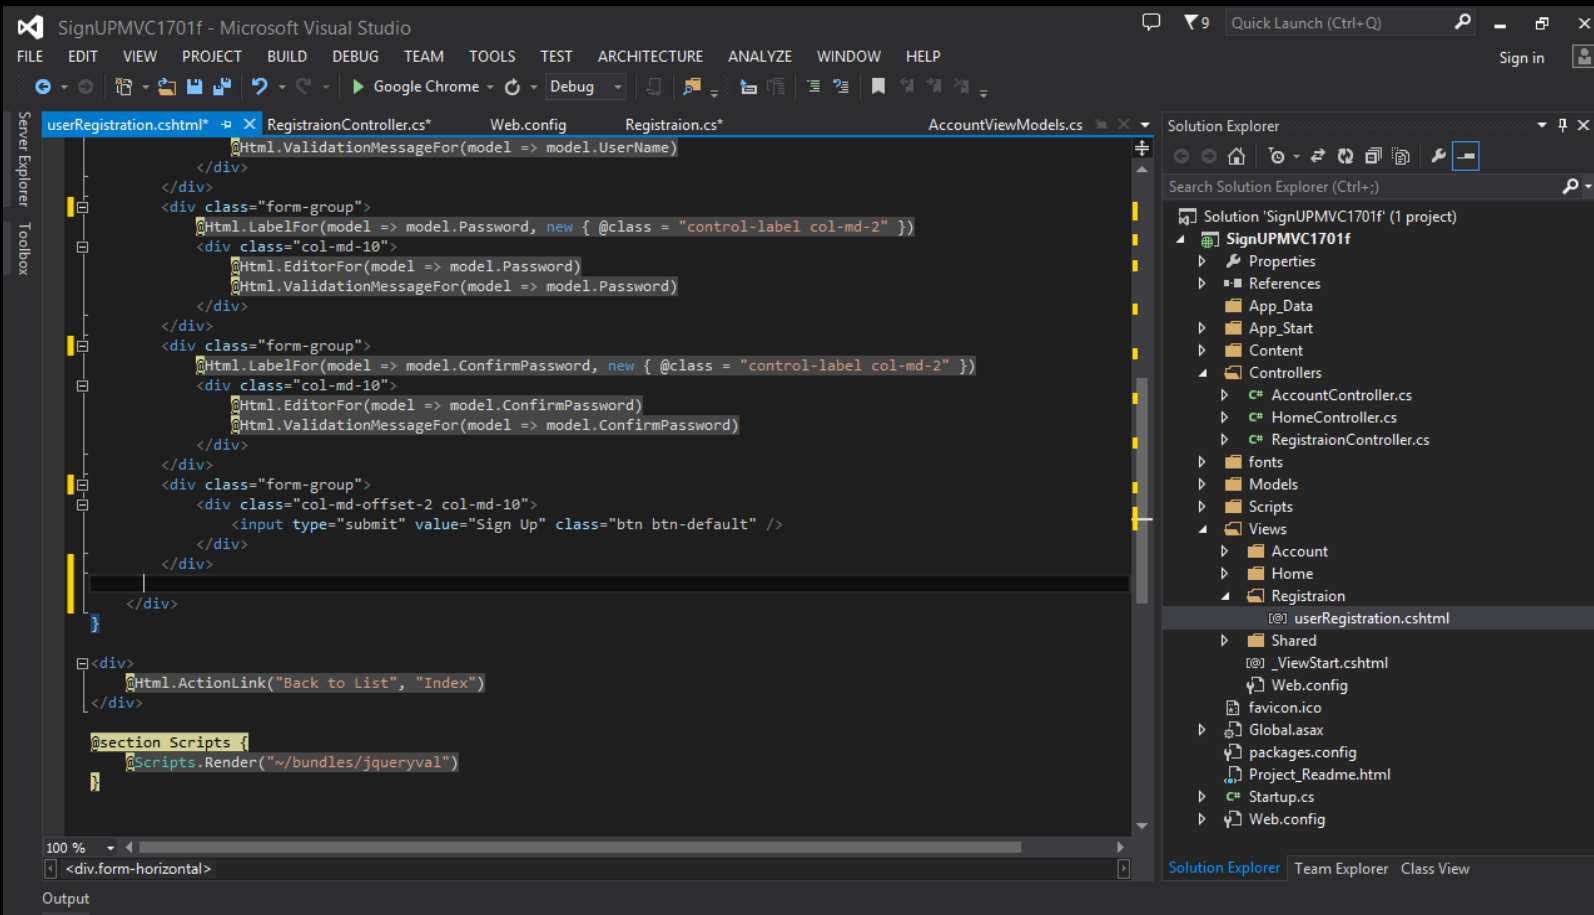 SignUPMVC1701f - Microsoft Visual Studio
9
Quick Launch (Ctrl+Q)
FILE EDIT VIEW PROJECT BUILD DEBUG TEAM TOOLS TEST ARCHITECTURE ANALYZE WINDOW HELP
Sign in
Google Chrome
Debug
Server Explorer
Toolbox
userRegistration.cshtml* RegistraionController.cs* Web.config Registraion.cs* AccountViewModels.cs
@Html.ValidationMessageFor(model => model.UserName)
</div>
</div>
<div class="form-group">
@Html.LabelFor(model => model.Password, new { @class = "control-label col-md-2" })
<div class="col-md-10">
@Html.EditorFor(model => model.Password)
@Html.ValidationMessageFor(model => model.Password)
</div>
</div>
<div class="form-group">
@Html.LabelFor(model => model.ConfirmPassword, new { @class = "control-label col-md-2" })
<div class="col-md-10">
@Html.EditorFor(model => model.ConfirmPassword)
@Html.ValidationMessageFor(model => model.ConfirmPassword)
</div>
</div>
<div class="form-group">
<div class="col-md-offset-2 col-md-10">
<input type="submit" value="Sign Up" class="btn btn-default" />
</div>
</div>
</div>
}
<div>
@Html.ActionLink("Back to List", "Index")
</div>
@section Scripts {
@Scripts.Render("~/bundles/jqueryval")
}
100 %
<div.form-horizontal>
Output
Solution Explorer
Search Solution Explorer (Ctrl+;)
Solution 'SignUPMVC1701f' (1 project)
SignUPMVC1701f
Properties
References
App_Data
App_Start
Content
Controllers
C# AccountController.cs
C# HomeController.cs
C# RegistraionController.cs
fonts
Models
Scripts
Views
Account
Home
Registraion
[@] userRegistration.cshtml
Shared
[@] _ViewStart.cshtml
Web.config
favicon.ico
Global.asax
packages.config
Project_Readme.html
C# Startup.cs
Web.config
Solution Explorer Team Explorer Class View